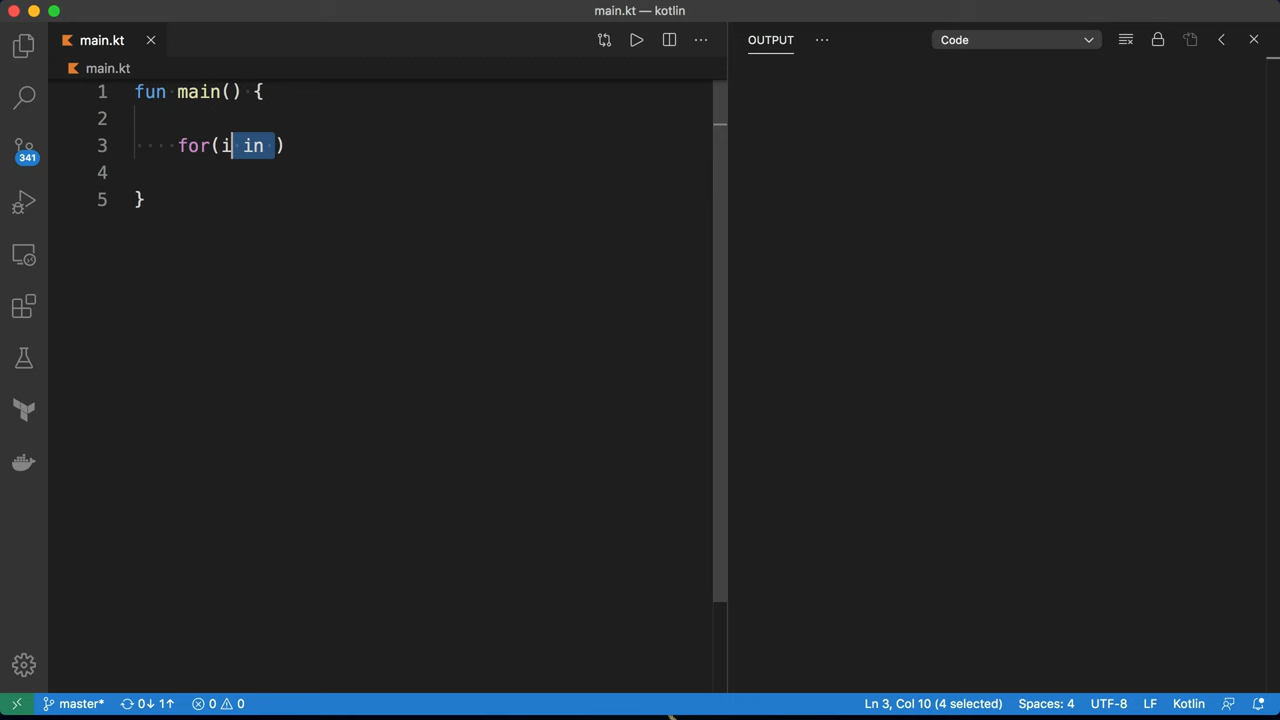 main.kt — kotlin
main.kt
OUTPUT
Code
main.kt
1 fun main() {
2
3 for(i in )
4
5 }
341
master*
0↓ 1↑
0 0
Ln 3, Col 10 (4 selected)
Spaces: 4
UTF-8
LF
Kotlin